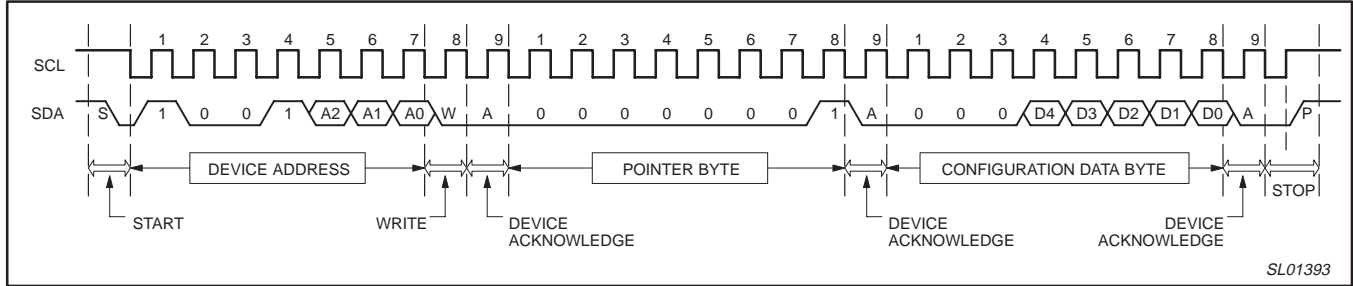 1 2 3 4 5 6 7 8 9 1 2 3 4 5 6 7 8 9 1 2 3 4 5 6 7 8 9
SCL
SDA S 1 0 0 1 A2 A1 A0 W A 0 0 0 0 0 0 0 1 A 0 0 0 D4 D3 D2 D1 D0 A P
DEVICE ADDRESS POINTER BYTE CONFIGURATION DATA BYTE STOP
START WRITE DEVICE ACKNOWLEDGE DEVICE ACKNOWLEDGE DEVICE ACKNOWLEDGE
SL01393